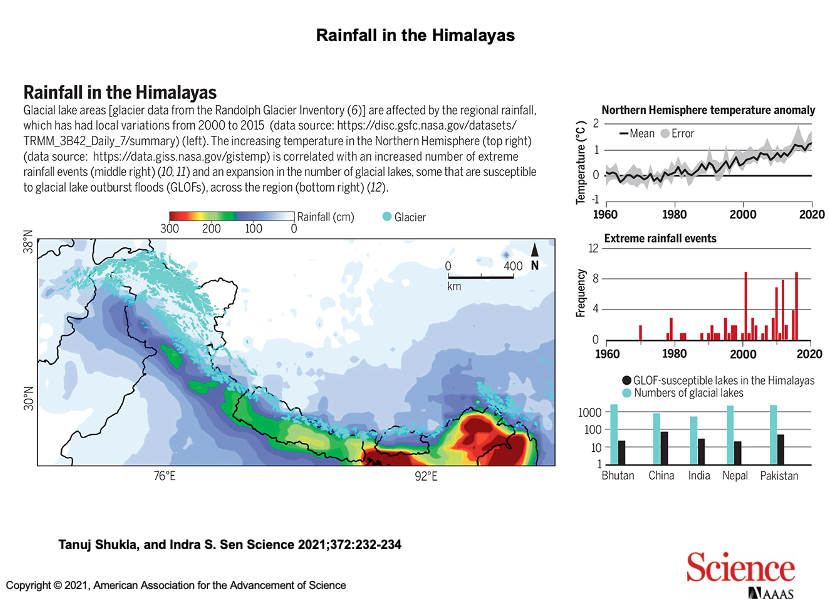 Rainfall in the Himalayas
Rainfall in the Himalayas
Glacial lake areas [glacier data from the Randolph Glacier Inventory (6)] are affected by the regional rainfall,
which has had local variations from 2000 to 2015 (data source: https://disc.gsfc.nasa.gov/datasets/
TRMM_3B42_Daily_7/summary) (left). The increasing temperature in the Northern Hemisphere (top right)
(data source: https://data.giss.nasa.gov/gistemp) is correlated with an increased number of extreme
rainfall events (middle right) (10, 11) and an expansion in the number of glacial lakes, some that are susceptible
to glacial lake outburst floods (GLOFs), across the region (bottom right) (12).
Rainfall (cm)
Glacier
300 200 100 0
38°N
30°N
0 400
km
N
76°E 92°E
Northern Hemisphere temperature anomaly
Temperature (°C)
Mean Error
2
1
0
-1
1960 1980 2000 2020
Extreme rainfall events
Frequency
12
8
4
0
1960 1980 2000 2020
GLOF-susceptible lakes in the Himalayas
Numbers of glacial lakes
1000
100
10
1
Bhutan China India Nepal Pakistan
Tanuj Shukla, and Indra S. Sen Science 2021;372:232-234
Copyright © 2021, American Association for the Advancement of Science
Science
AAAS